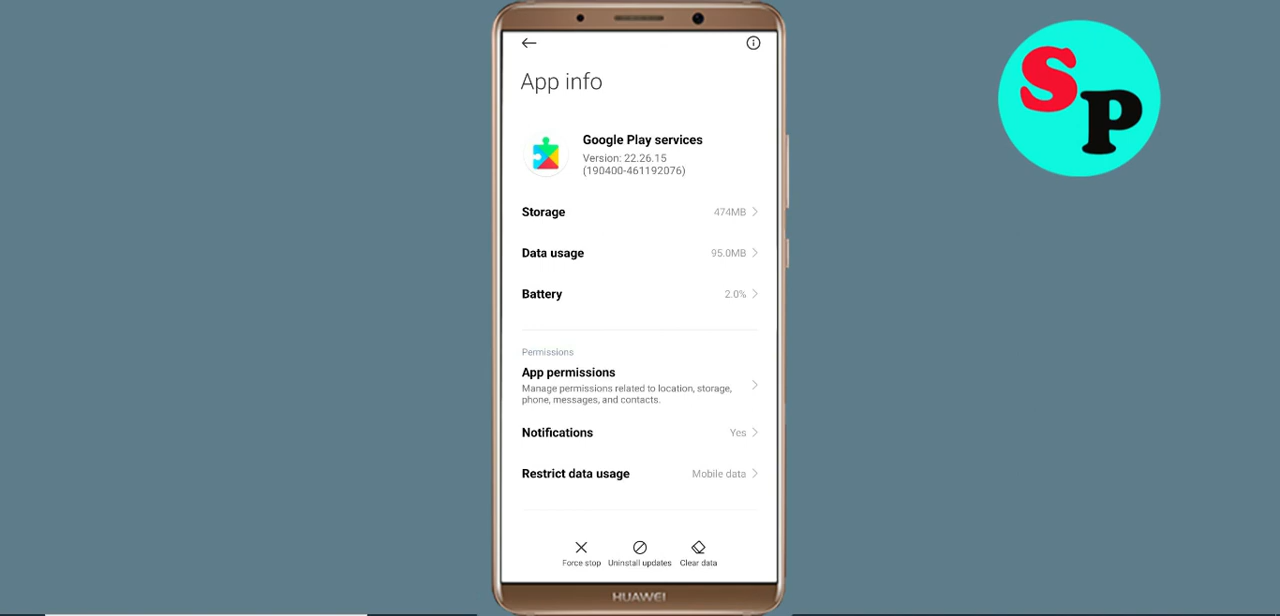 App info
Google Play services
Version: 22.26.15
(190400-461192076)
Storage 474MB
Data usage 95.0MB
Battery 2.0%
Permissions
App permissions
Manage permissions related to location, storage,
phone, messages, and contacts.
Notifications Yes
Restrict data usage Mobile data
Force stop Uninstall updates Clear data
HUAWEI
SP